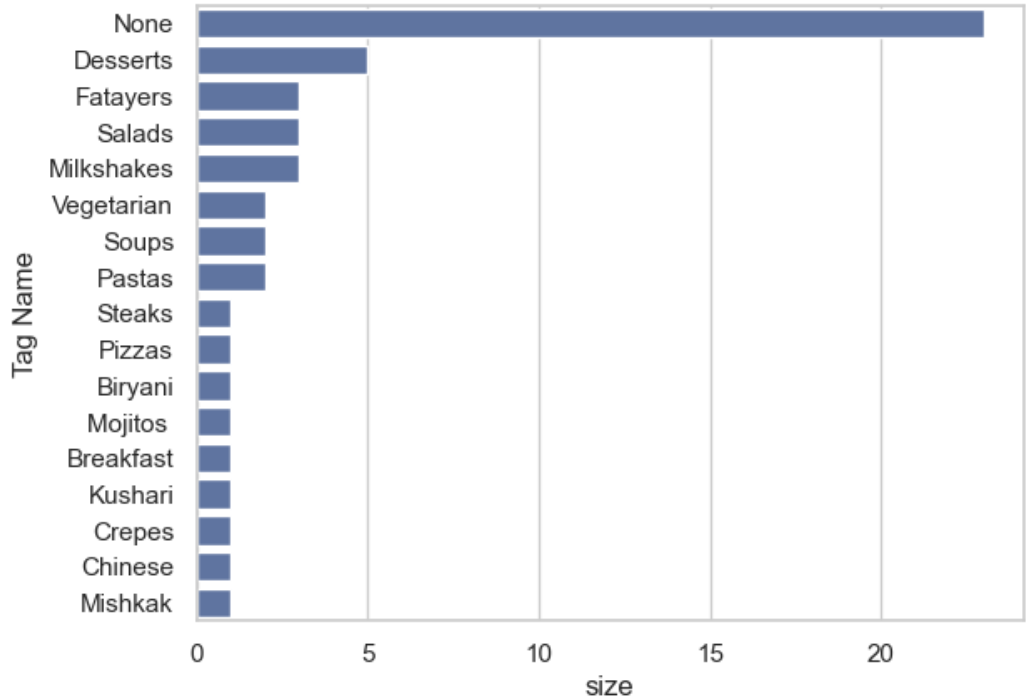 None
Desserts
Fatayers
Salads
Milkshakes
Vegetarian
Soups
Pastas
Steaks
Pizzas
Biryani
Mojitos
Breakfast
Kushari
Crepes
Chinese
Mishkak
Tag Name
0 5 10 15 20
size